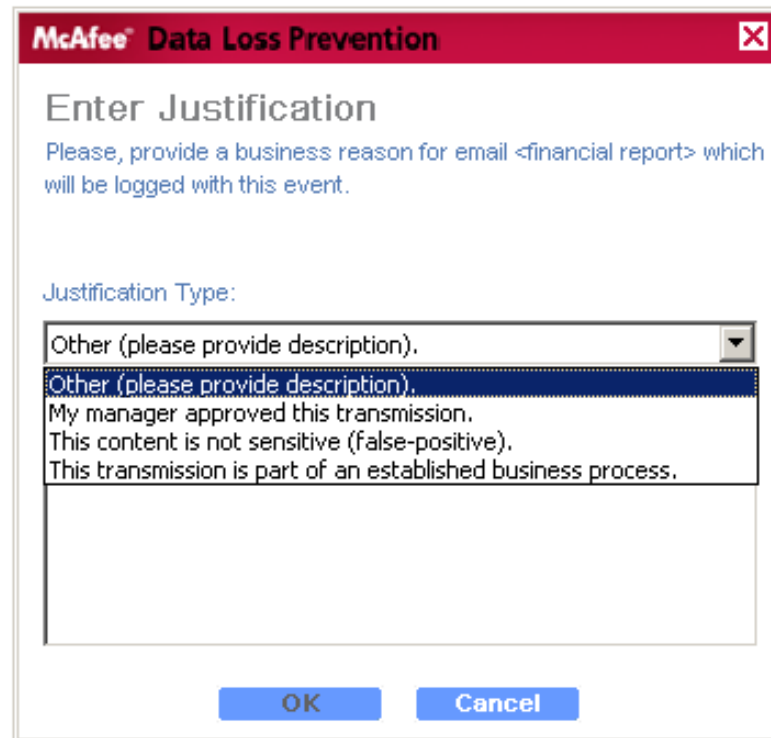 McAfee® Data Loss Prevention
Enter Justification
Please, provide a business reason for email <financial report> which
will be logged with this event.
Justification Type:
Other (please provide description).
Other (please provide description).
My manager approved this transmission.
This content is not sensitive (false-positive).
This transmission is part of an established business process.
OK Cancel